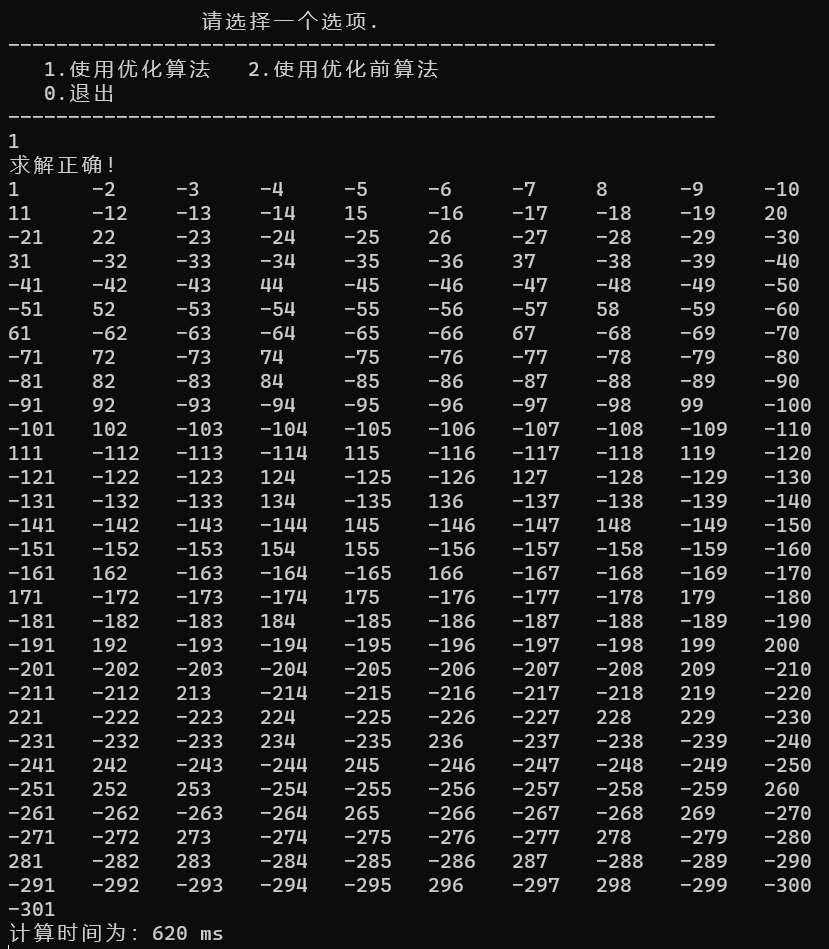 请选择一个选项.
-----------------------------------------------------------
1.使用优化算法 2.使用优化前算法
0.退出
-----------------------------------------------------------
1
求解正确!
1 -2 -3 -4 -5 -6 -7 8 -9 -10
11 -12 -13 -14 15 -16 -17 -18 -19 20
-21 22 -23 -24 -25 26 -27 -28 -29 -30
31 -32 -33 -34 -35 -36 37 -38 -39 -40
-41 -42 -43 44 -45 -46 -47 -48 -49 -50
-51 52 -53 -54 -55 -56 -57 58 -59 -60
61 -62 -63 -64 -65 -66 67 -68 -69 -70
-71 72 -73 74 -75 -76 -77 -78 -79 -80
-81 82 -83 84 -85 -86 -87 -88 -89 -90
-91 92 -93 -94 -95 -96 -97 -98 99 -100
-101 102 -103 -104 -105 -106 -107 -108 -109 -110
111 -112 -113 -114 115 -116 -117 -118 119 -120
-121 -122 -123 124 -125 -126 127 -128 -129 -130
-131 -132 -133 134 -135 136 -137 -138 -139 -140
-141 -142 -143 -144 145 -146 -147 148 -149 -150
-151 -152 -153 154 155 -156 -157 -158 -159 -160
-161 162 -163 -164 -165 166 -167 -168 -169 -170
171 -172 -173 -174 175 -176 -177 -178 179 -180
-181 -182 -183 184 -185 -186 -187 -188 -189 -190
-191 192 -193 -194 -195 -196 -197 -198 199 200
-201 -202 -203 -204 -205 -206 -207 -208 209 -210
-211 -212 213 -214 -215 -216 -217 -218 219 -220
221 -222 -223 224 -225 -226 -227 228 229 -230
-231 -232 -233 234 -235 236 -237 -238 -239 -240
-241 242 -243 -244 245 -246 -247 -248 -249 -250
-251 252 253 -254 -255 -256 -257 -258 -259 260
-261 -262 -263 -264 265 -266 -267 -268 269 -270
-271 -272 273 -274 -275 -276 -277 278 -279 -280
281 -282 283 -284 -285 -286 287 -288 -289 -290
-291 -292 -293 -294 -295 296 -297 298 -299 -300
-301
计算时间为: 620 ms